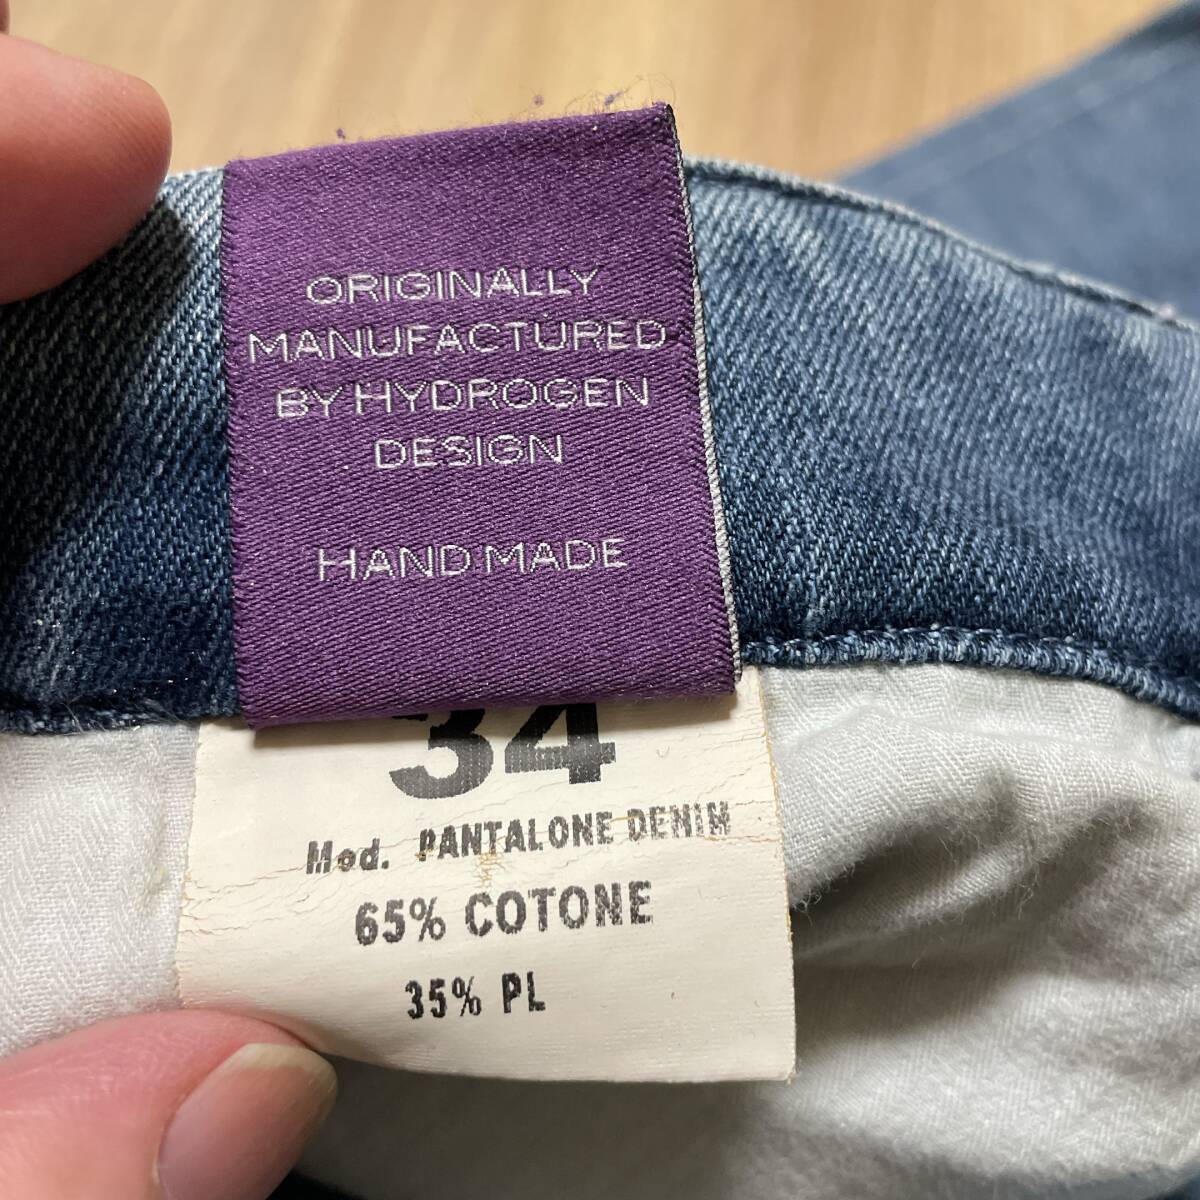 ORIGINALLY
MANUFACTURED
BY HYDROGEN
DESIGN
HAND MADE
34
Mod. PANTALONE DENIM
65% COTONE
35% PL